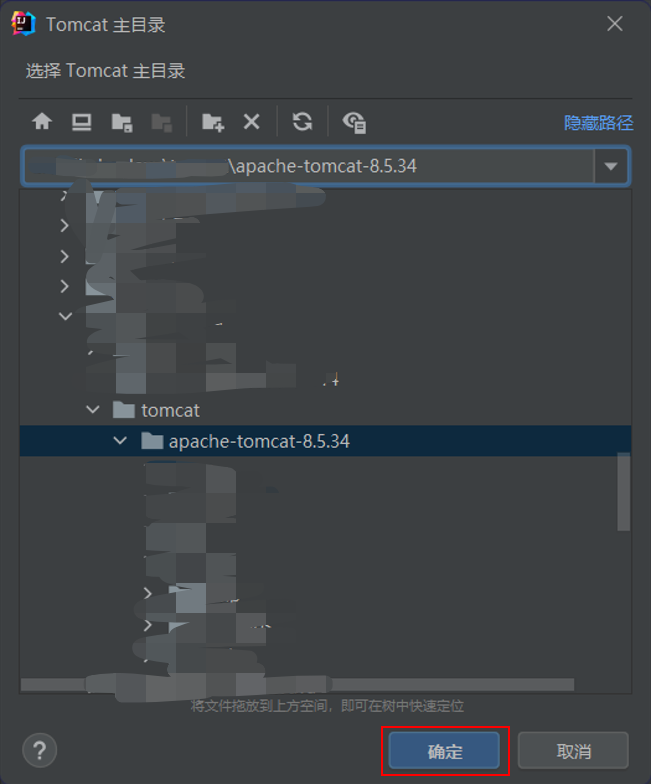 Tomcat 主目录
选择 Tomcat 主目录
隐藏路径
\apache-tomcat-8.5.34
tomcat
apache-tomcat-8.5.34
将文件拖放到上方空间，即可在树中快速定位
?
确定
取消